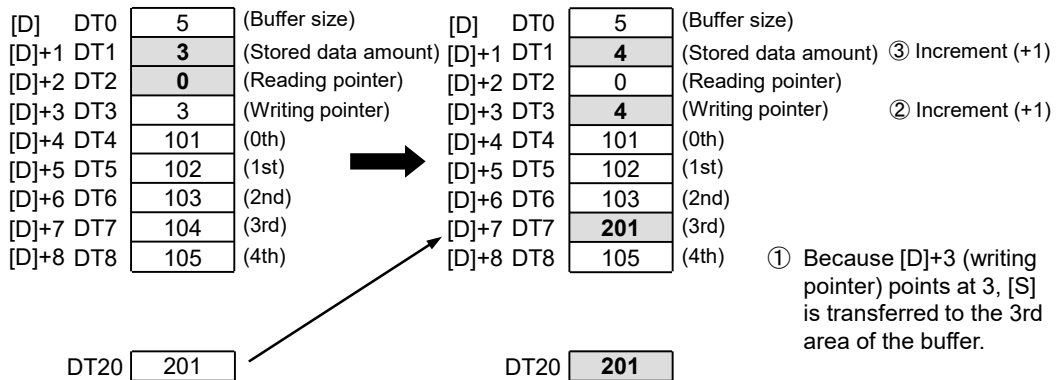 [D] DT0 5 (Buffer size)
[D]+1 DT1 3 (Stored data amount)
[D]+2 DT2 0 (Reading pointer)
[D]+3 DT3 3 (Writing pointer)
[D]+4 DT4 101 (0th)
[D]+5 DT5 102 (1st)
[D]+6 DT6 103 (2nd)
[D]+7 DT7 104 (3rd)
[D]+8 DT8 105 (4th)
DT20 201
[D] DT0 5 (Buffer size)
[D]+1 DT1 4 (Stored data amount) ③ Increment (+1)
[D]+2 DT2 0 (Reading pointer)
[D]+3 DT3 4 (Writing pointer) ② Increment (+1)
[D]+4 DT4 101 (0th)
[D]+5 DT5 102 (1st)
[D]+6 DT6 103 (2nd)
[D]+7 DT7 201 (3rd)
[D]+8 DT8 105 (4th)
① Because [D]+3 (writing
pointer) points at 3, [S]
is transferred to the 3rd
area of the buffer.
DT20 201